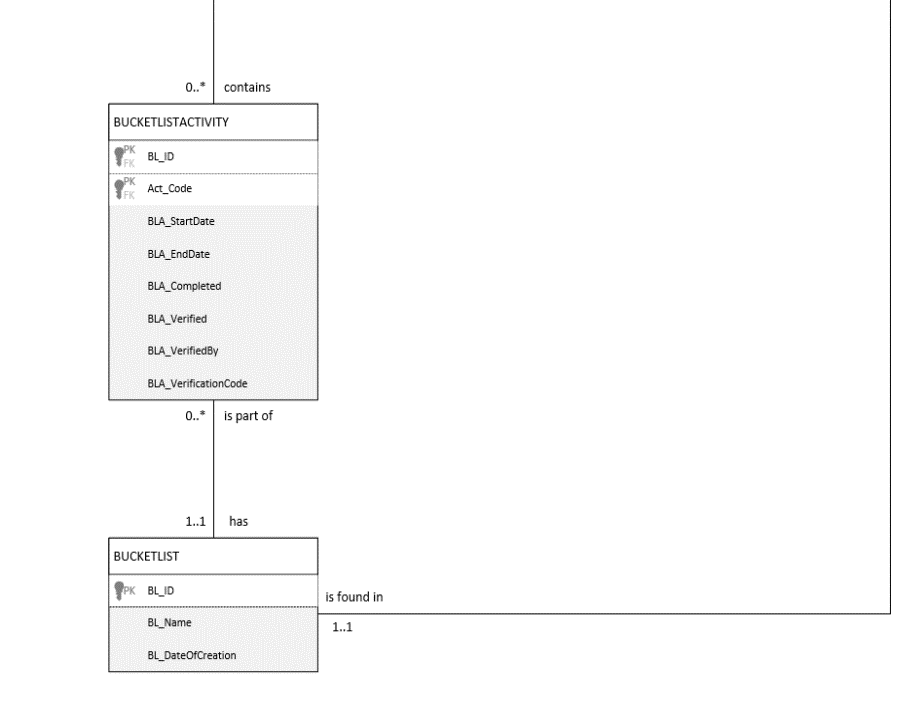 0..* contains
BUCKETLISTACTIVITY
PK
FK
BL_ID
PK
FK
Act_Code
BLA_StartDate
BLA_EndDate
BLA_Completed
BLA_Verified
BLA_VerifiedBy
BLA_VerificationCode
0..* is part of
1..1 has
BUCKETLIST
PK BL_ID
is found in
1..1
BL_Name
BL_DateOfCreation